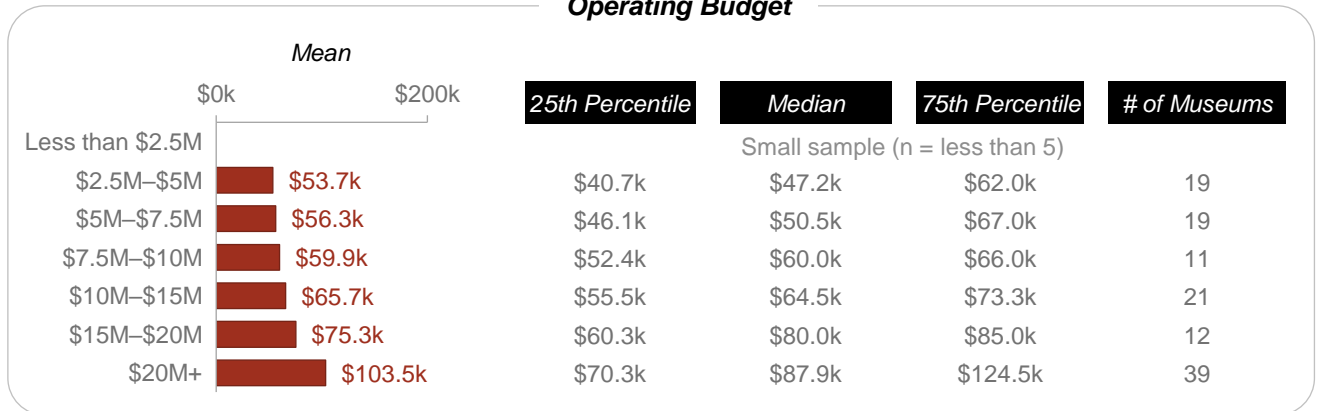 Operating Budget
Mean
$0k $200k 25th Percentile Median 75th Percentile # of Museums
Less than $2.5M Small sample (n = less than 5)
$2.5M–$5M $53.7k $40.7k $47.2k $62.0k 19
$5M–$7.5M $56.3k $46.1k $50.5k $67.0k 19
$7.5M–$10M $59.9k $52.4k $60.0k $66.0k 11
$10M–$15M $65.7k $55.5k $64.5k $73.3k 21
$15M–$20M $75.3k $60.3k $80.0k $85.0k 12
$20M+ $103.5k $70.3k $87.9k $124.5k 39